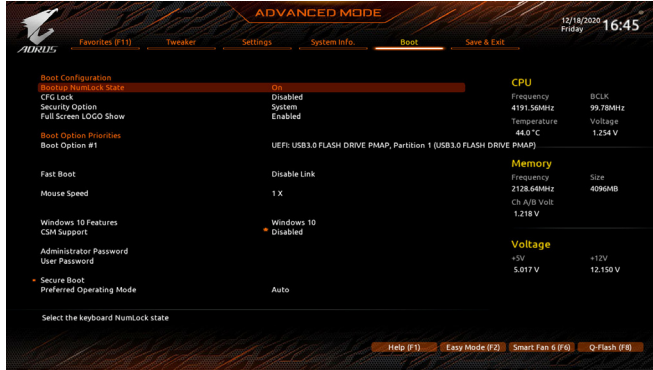 ADVANCED MODE
12/18/2020 16:45
Friday
AORUS
Favorites (F11) Tweaker Settings System Info. Boot Save & Exit
Boot Configuration
Bootup NumLock State On
CFG Lock Disabled
Security Option System
Full Screen LOGO Show Enabled
Boot Option Priorities
Boot Option #1 UEFI: USB3.0 FLASH DRIVE PMAP, Partition 1 (USB3.0 FLASH DRIVE PMAP)
Fast Boot Disable Link
Mouse Speed 1 X
Windows 10 Features Windows 10
CSM Support Disabled
Administrator Password
User Password
Secure Boot
Preferred Operating Mode Auto
Select the keyboard NumLock state
CPU
Frequency BCLK
4191.56MHz 99.78MHz
Temperature Voltage
44.0 °C 1.254 V
Memory
Frequency Size
2128.64MHz 4096MB
Ch A/B Volt
1.218 V
Voltage
+5V +12V
5.017 V 12.150 V
Help (F1) Easy Mode (F2) Smart Fan 6 (F6) Q-Flash (F8)